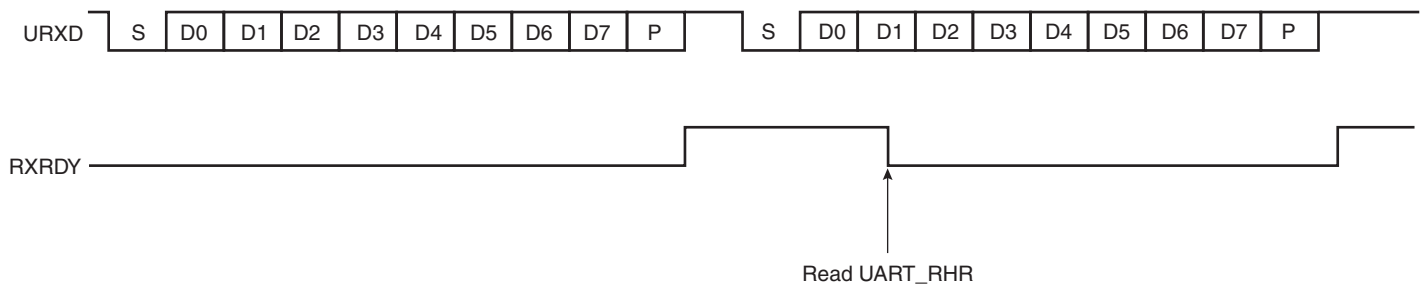 URXD S D0 D1 D2 D3 D4 D5 D6 D7 P S D0 D1 D2 D3 D4 D5 D6 D7 P
RXRDY
Read UART_RHR